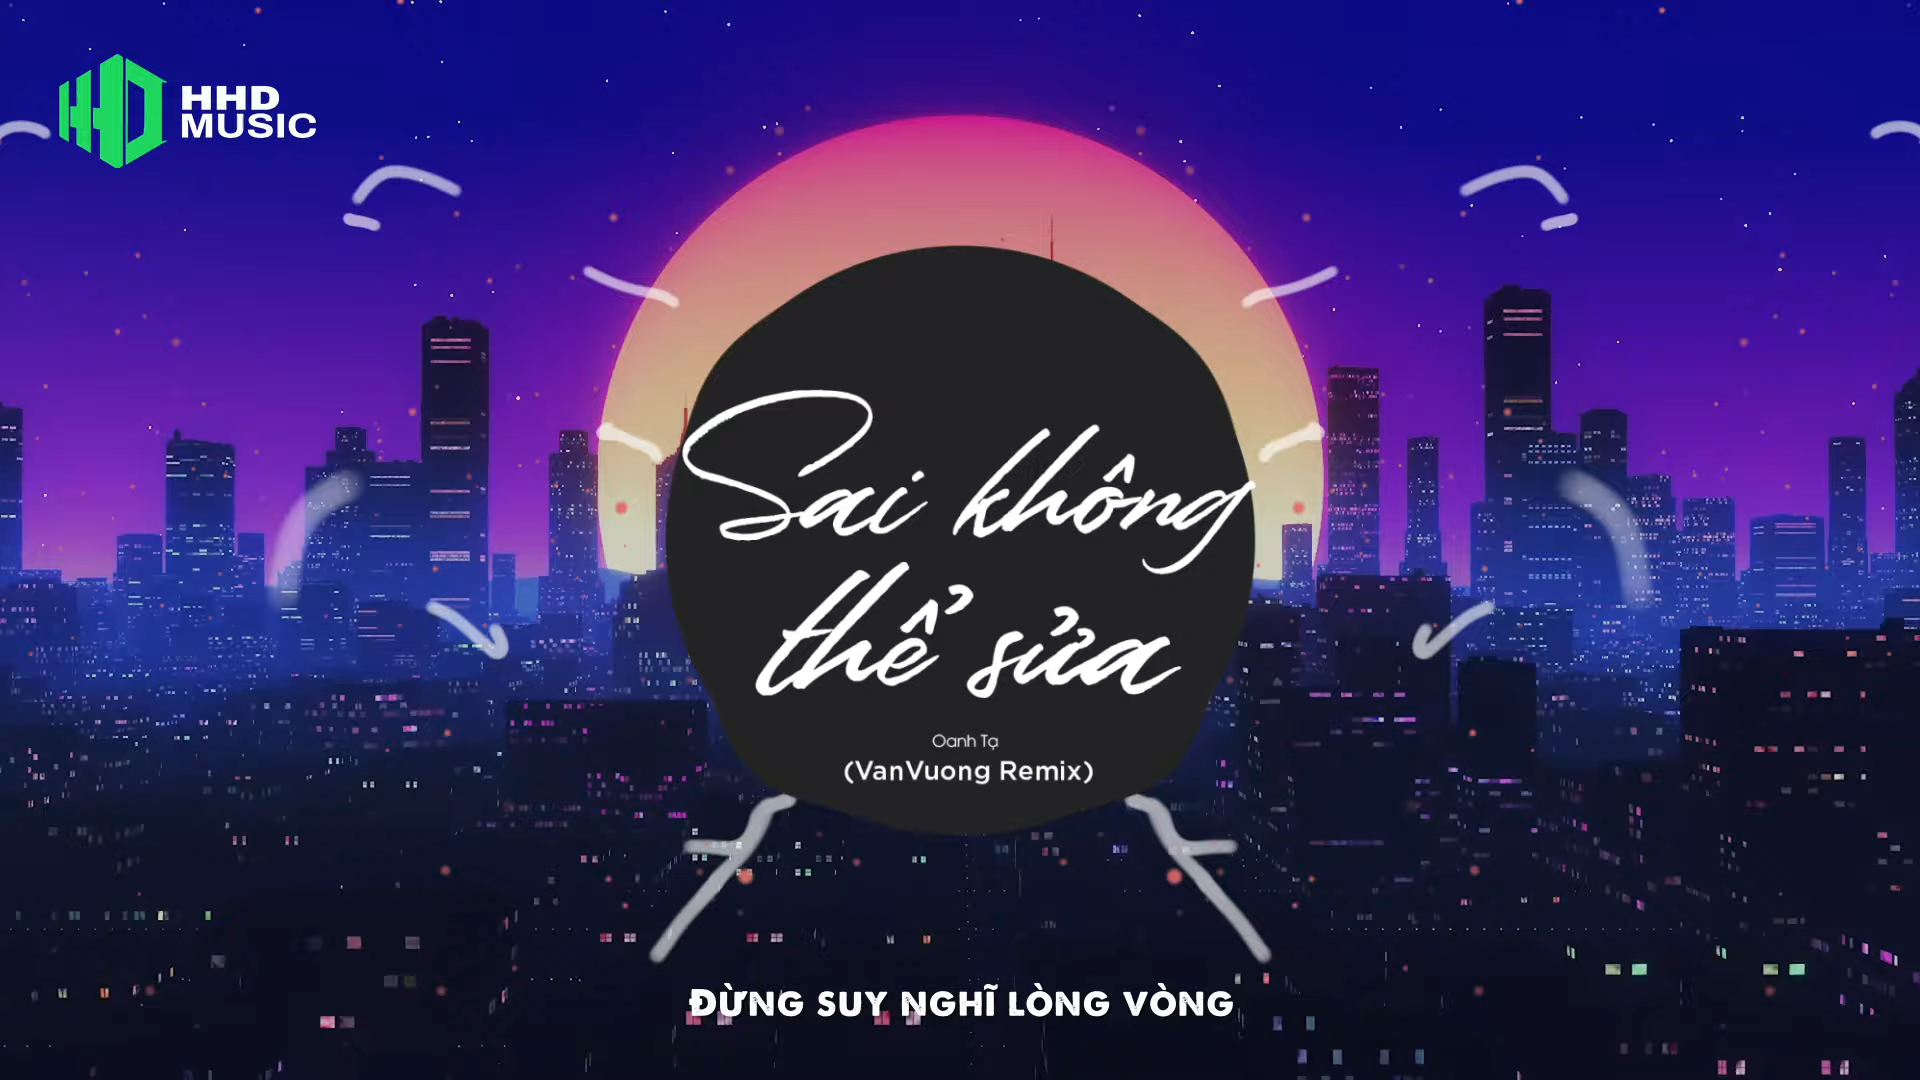 HHD
MUSIC
Sai không
thể sửa
Oanh Tạ
(VanVuong Remix)
ĐỪNG SUY NGHĨ LÒNG VÒNG